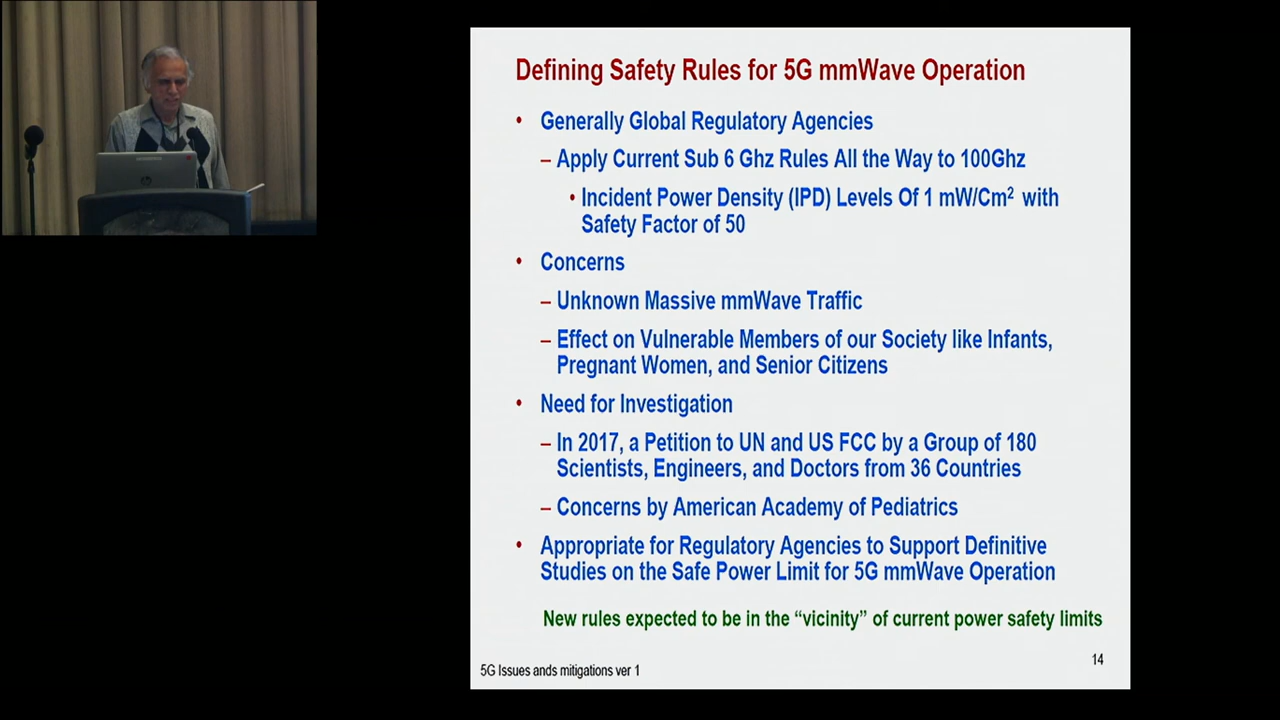 Defining Safety Rules for 5G mmWave Operation
• Generally Global Regulatory Agencies
– Apply Current Sub 6 Ghz Rules All the Way to 100Ghz
• Incident Power Density (IPD) Levels Of 1 mW/Cm² with
Safety Factor of 50
• Concerns
– Unknown Massive mmWave Traffic
– Effect on Vulnerable Members of our Society like Infants,
Pregnant Women, and Senior Citizens
• Need for Investigation
– In 2017, a Petition to UN and US FCC by a Group of 180
Scientists, Engineers, and Doctors from 36 Countries
– Concerns by American Academy of Pediatrics
• Appropriate for Regulatory Agencies to Support Definitive
Studies on the Safe Power Limit for 5G mmWave Operation
New rules expected to be in the “vicinity” of current power safety limits
14
5G Issues ands mitigations ver 1